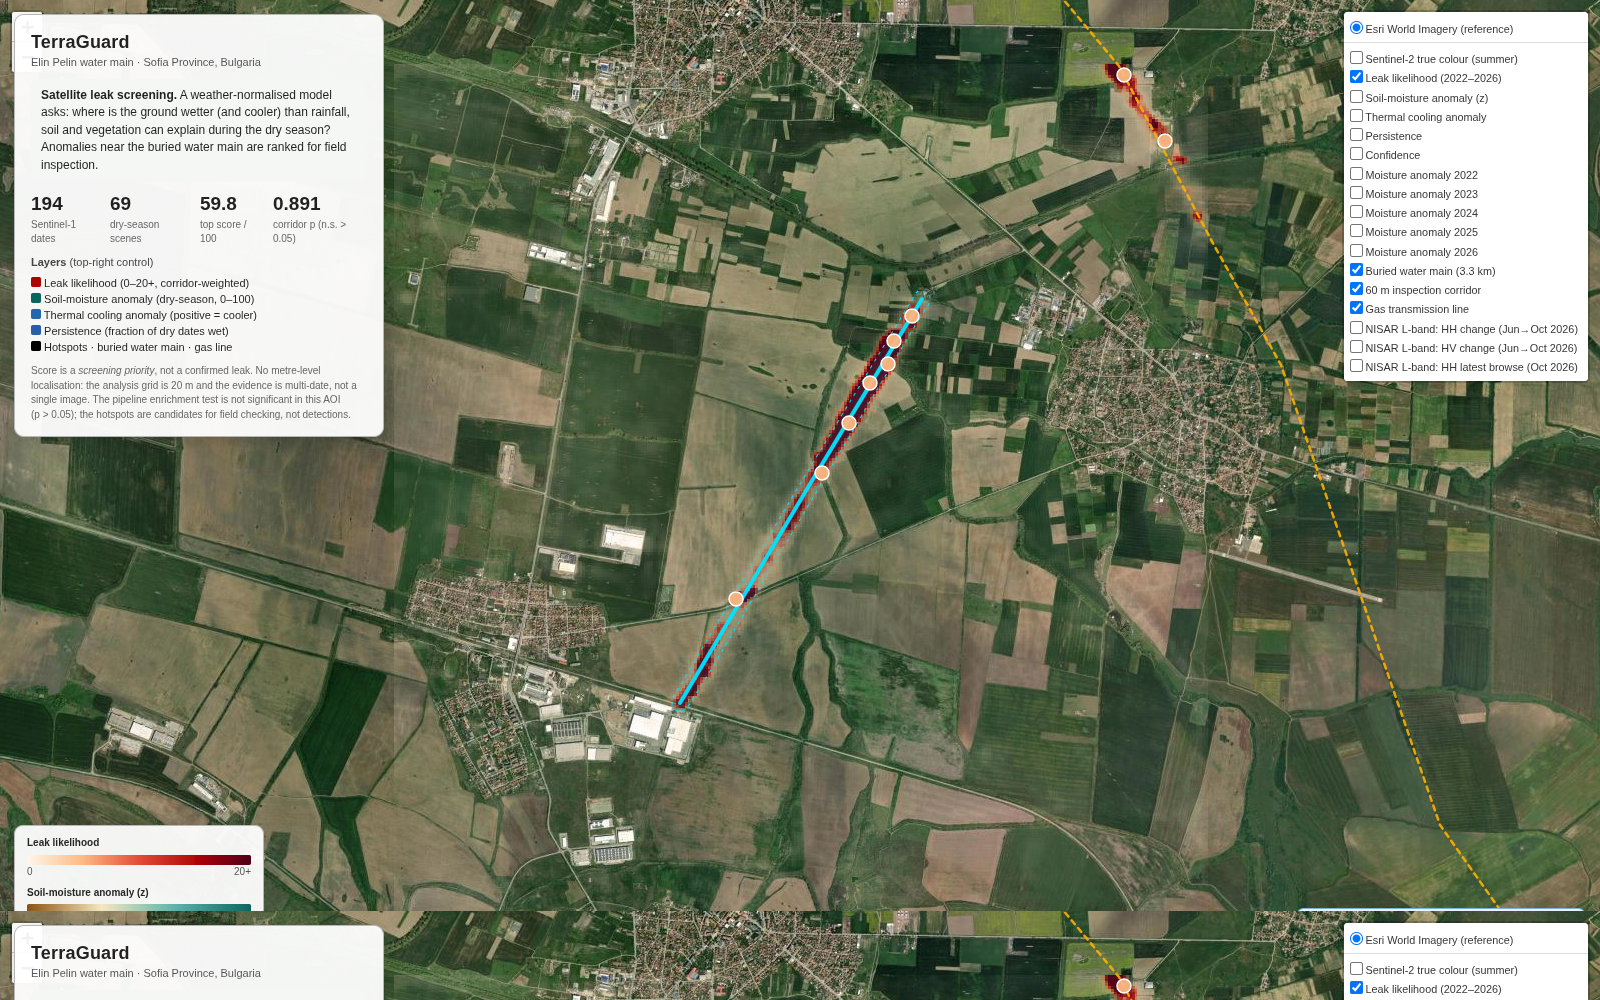 TerraGuard
Elin Pelin water main · Sofia Province, Bulgaria
Satellite leak screening. A weather-normalised model
asks: where is the ground wetter (and cooler) than rainfall,
soil and vegetation can explain during the dry season?
Anomalies near the buried water main are ranked for field
inspection.
194 69 59.8 0.891
Sentinel-1 dates
dry-season scenes
top score / 100
corridor p (n.s. > 0.05)
Layers (top-right control)
Leak likelihood (0–20+, corridor-weighted)
Soil-moisture anomaly (dry-season, 0–100)
Thermal cooling anomaly (positive = cooler)
Persistence (fraction of dry dates wet)
Hotspots · buried water main · gas line
Score is a screening priority, not a confirmed leak. No metre-level
localisation: the analysis grid is 20 m and the evidence is multi-date, not a
single image. The pipeline enrichment test is not significant in this AOI
(p > 0.05); the hotspots are candidates for field checking, not detections.
Esri World Imagery (reference)
Sentinel-2 true colour (summer)
Leak likelihood (2022–2026)
Soil-moisture anomaly (z)
Thermal cooling anomaly
Persistence
Confidence
Moisture anomaly 2022
Moisture anomaly 2023
Moisture anomaly 2024
Moisture anomaly 2025
Moisture anomaly 2026
Buried water main (3.3 km)
60 m inspection corridor
Gas transmission line
NISAR L-band: HH change (Jun→Oct 2026)
NISAR L-band: HV change (Jun→Oct 2026)
NISAR L-band: HH latest browse (Oct 2026)
Leak likelihood
0 20+
Soil-moisture anomaly (z)
TerraGuard
Elin Pelin water main · Sofia Province, Bulgaria
Esri World Imagery (reference)
Sentinel-2 true colour (summer)
Leak likelihood (2022–2026)